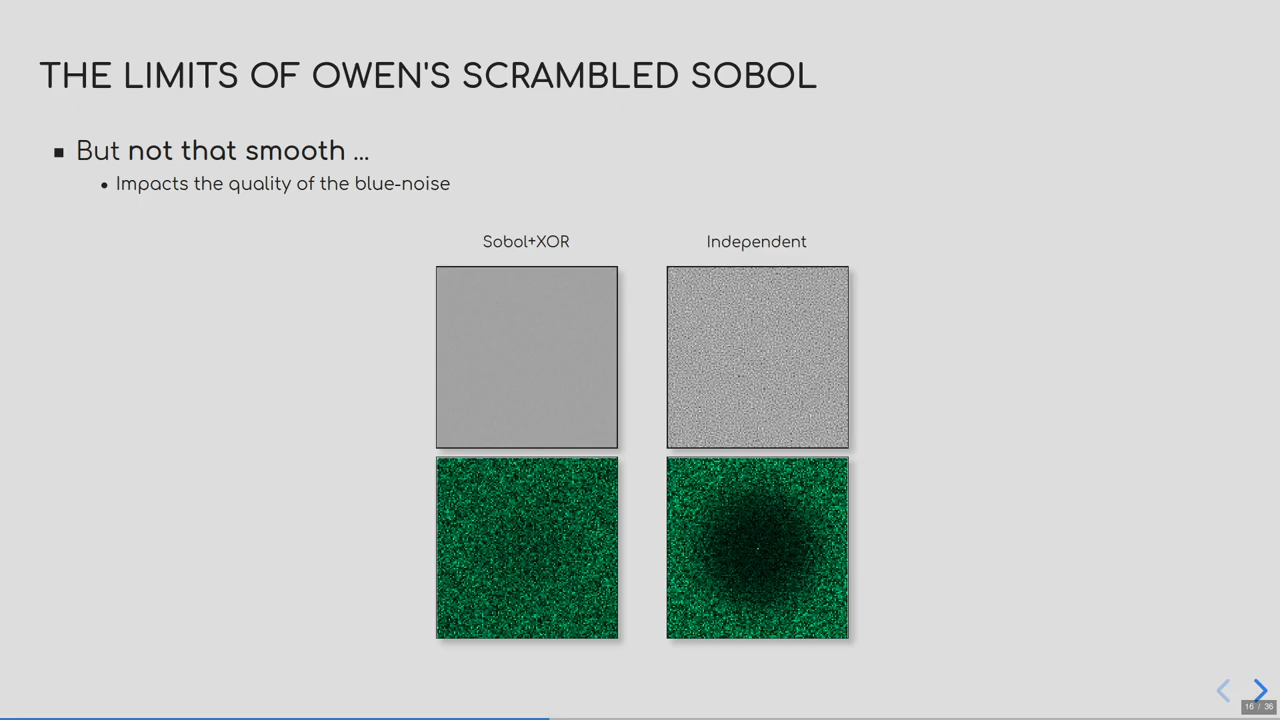 THE LIMITS OF OWEN'S SCRAMBLED SOBOL
But not that smooth ...
Impacts the quality of the blue-noise
Sobol+XOR
Independent
16 / 36